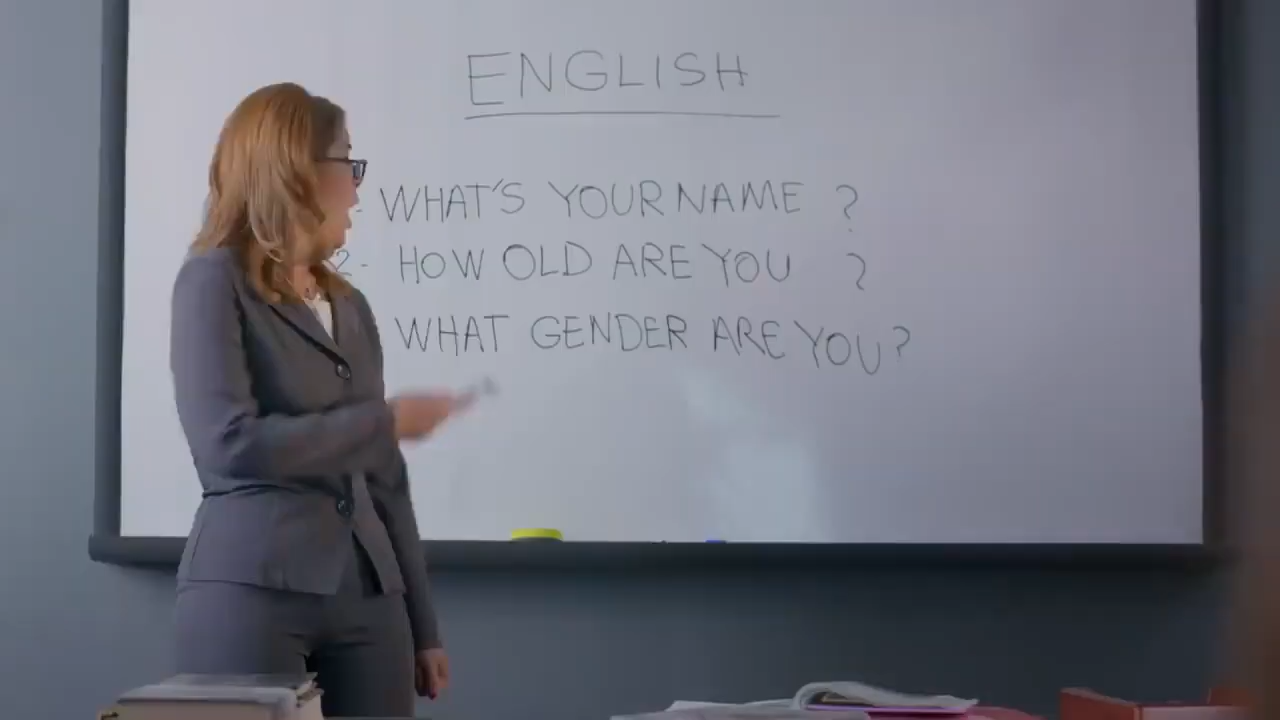 ENGLISH
- WHAT'S YOUR NAME ?
2- HOW OLD ARE YOU ?
WHAT GENDER ARE YOU?